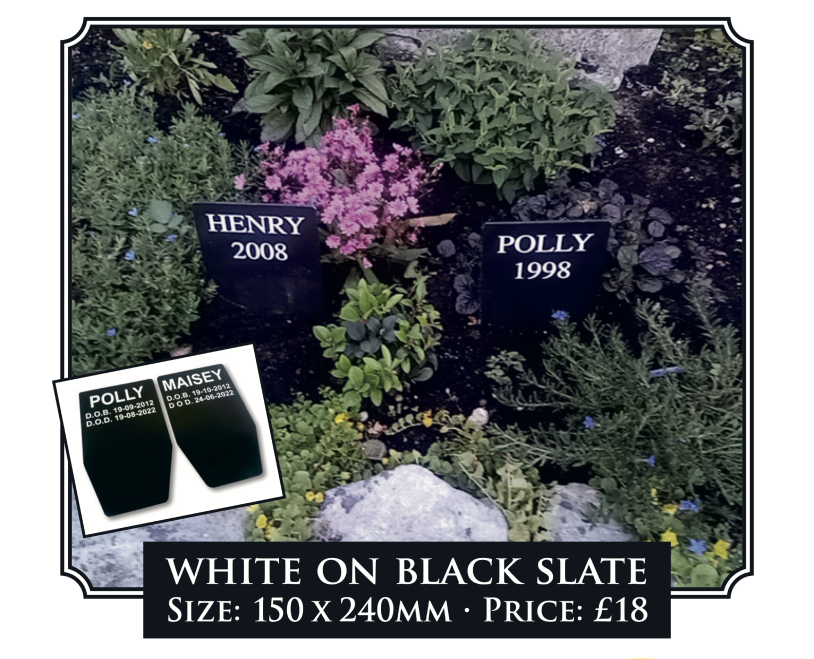 HENRY
2008
POLLY
1998
POLLY
D.O.B. 19-09-2012
D.O.D. 19-08-2022
MAISEY
D.O.B. 19-10-2012
D O D. 24-06-2022
WHITE ON BLACK SLATE
SIZE: 150 X 240MM · PRICE: £18